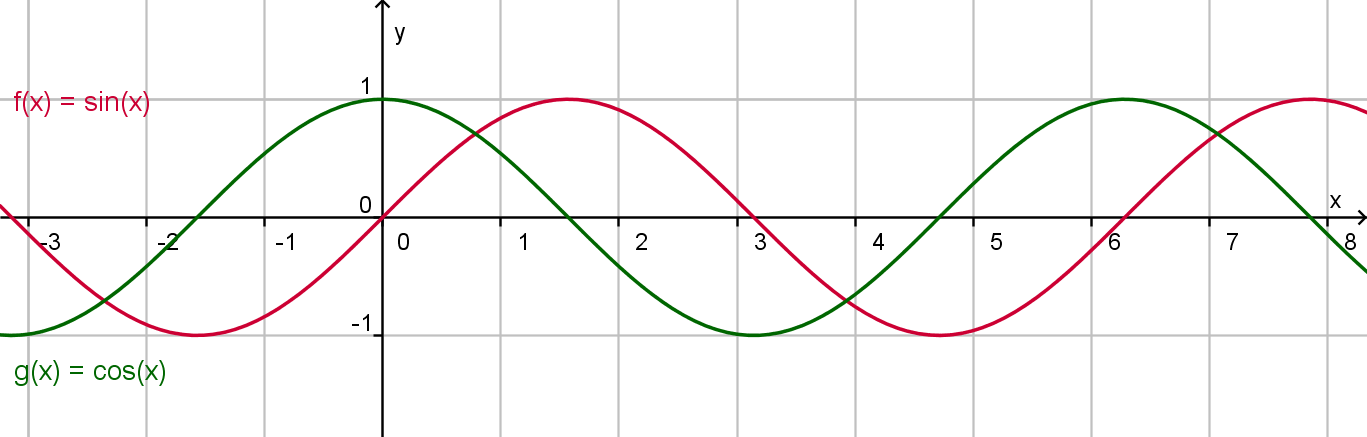 y
1
f(x) = sin(x)
0
x
-3 -2 -1 0 1 2 3 4 5 6 7 8
-1
g(x) = cos(x)